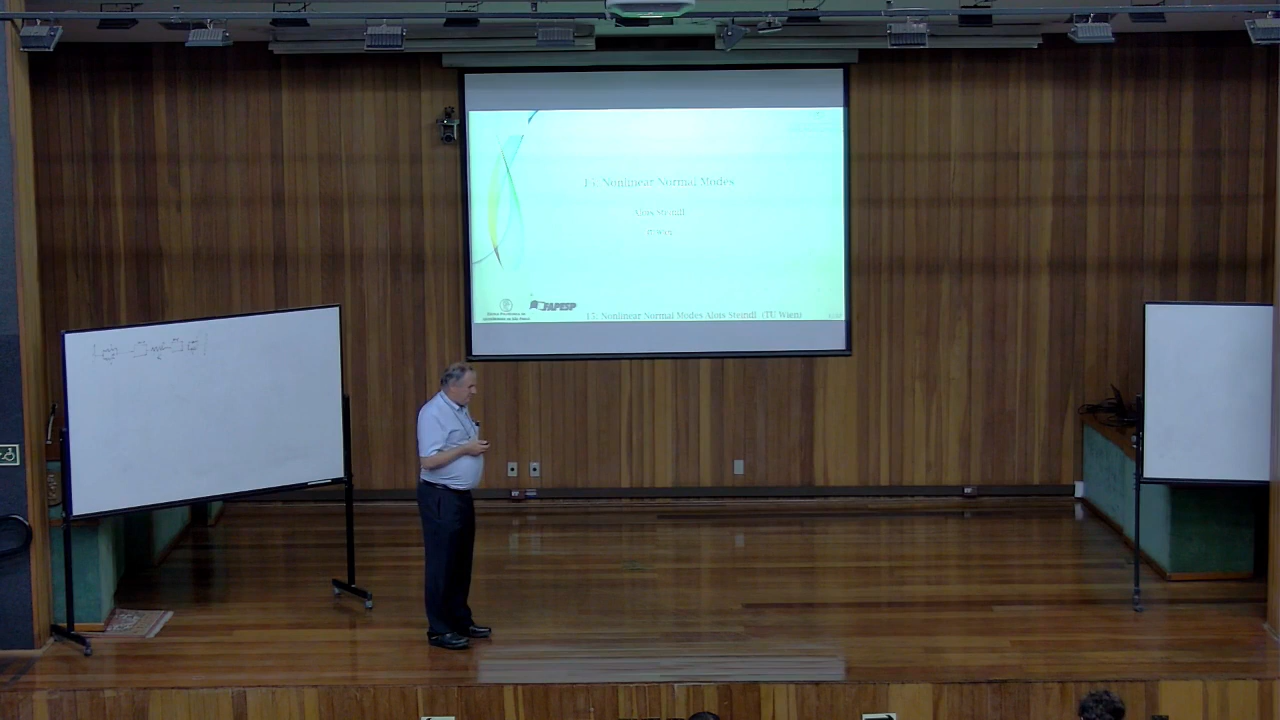 15. Nonlinear Normal Modes
Alois Steindl
TU Wien
FAPESP
15. Nonlinear Normal Modes Alois Steindl (TU Wien)